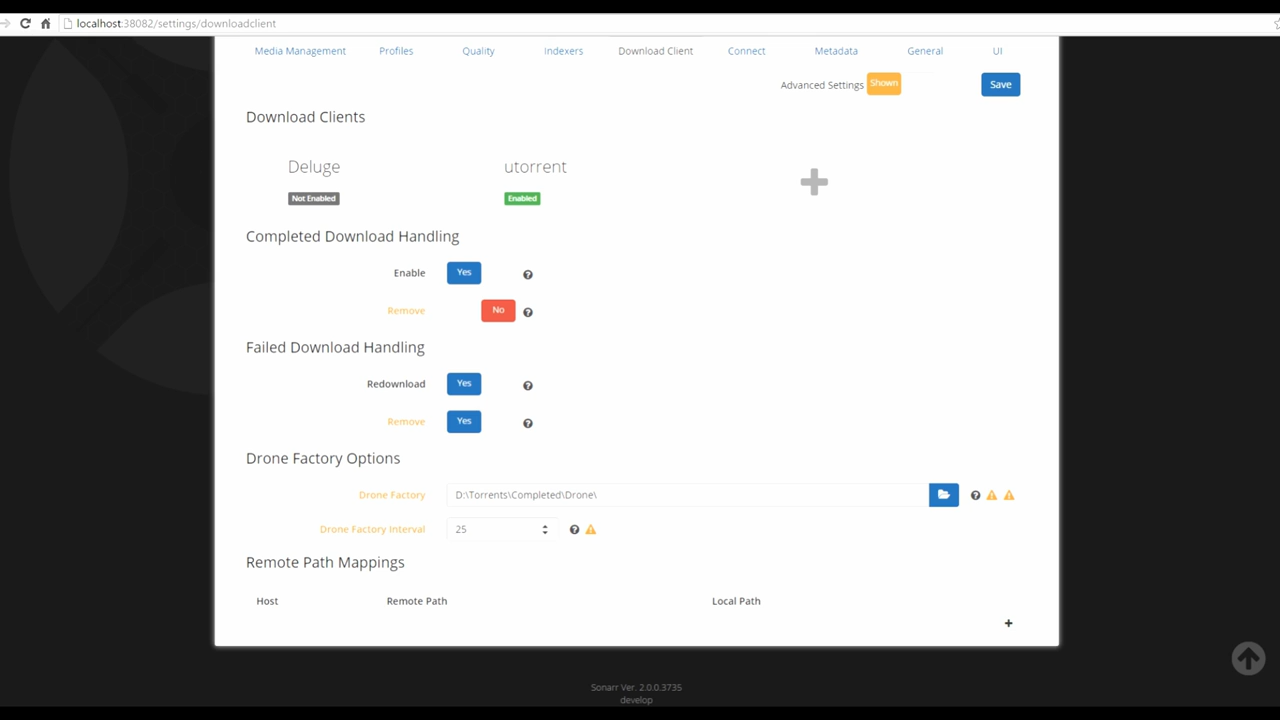 localhost:38082/settings/downloadclient
Media Management Profiles Quality Indexers Download Client Connect Metadata General UI
Advanced Settings Shown Save
Download Clients
Deluge utorrent
Not Enabled Enabled
Completed Download Handling
Enable Yes
Remove No
Failed Download Handling
Redownload Yes
Remove Yes
Drone Factory Options
Drone Factory D:\Torrents\Completed\Drone\
Drone Factory Interval 25
Remote Path Mappings
Host Remote Path Local Path
Sonarr Ver. 2.0.0.3735
develop